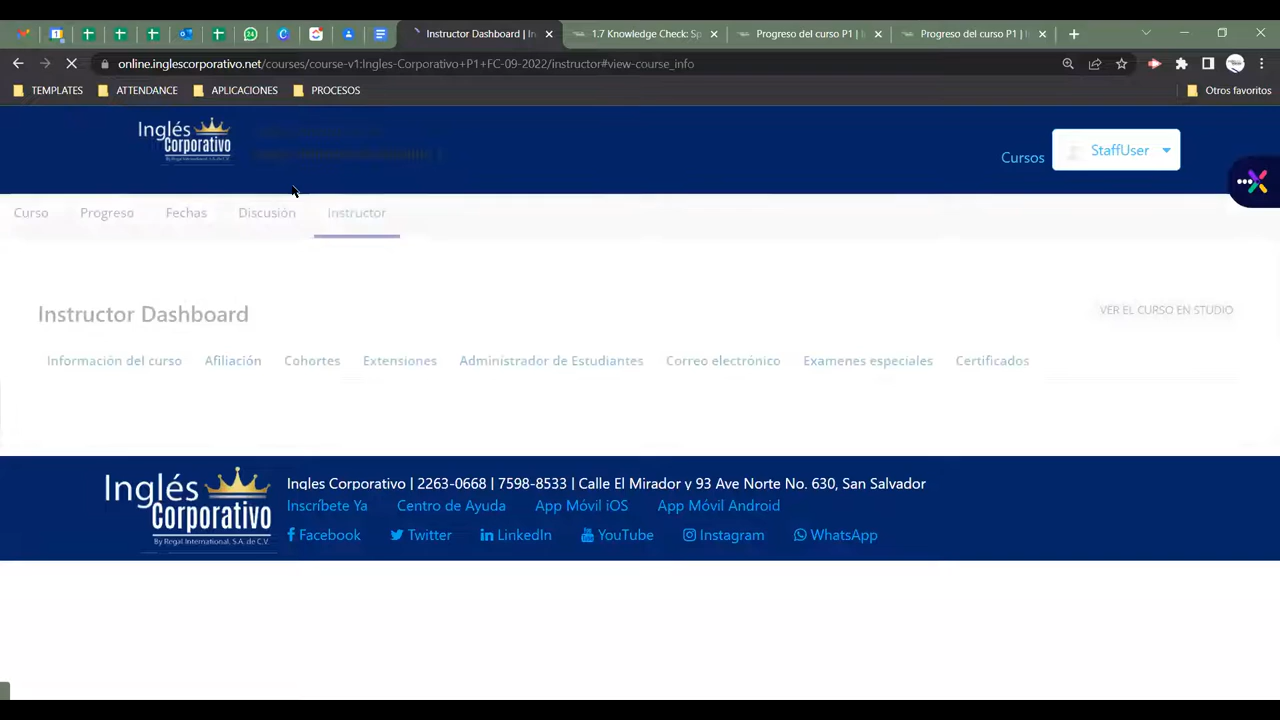 Instructor Dashboard | In
1.7 Knowledge Check: Sp
Progreso del curso P1 | I
Progreso del curso P1 | I
online.inglescorporativo.net/courses/course-v1:Ingles-Corporativo+P1+FC-09-2022/instructor#view-course_info
TEMPLATES ATTENDANCE APLICACIONES PROCESOS Otros favoritos
Inglés
Corporativo
By Regal International, S.A. de C.V.
Cursos StaffUser
Curso Progreso Fechas Discusión Instructor
Instructor Dashboard
VER EL CURSO EN STUDIO
Información del curso Afiliación Cohortes Extensiones Administrador de Estudiantes Correo electrónico Examenes especiales Certificados
Inglés
Corporativo
By Regal International, S.A. de C.V.
Ingles Corporativo | 2263-0668 | 7598-8533 | Calle El Mirador y 93 Ave Norte No. 630, San Salvador
Inscríbete Ya Centro de Ayuda App Móvil iOS App Móvil Android
Facebook Twitter LinkedIn YouTube Instagram WhatsApp